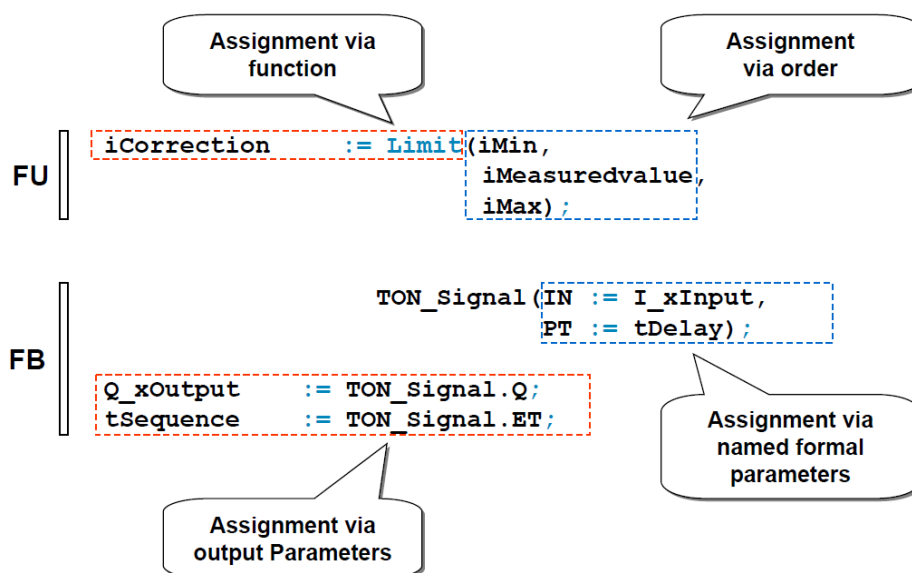 Assignment via
function
Assignment
via order
FU
iCorrection := Limit(iMin,
iMeasuredvalue,
iMax);
FB
TON_Signal(IN := I_xInput,
PT := tDelay);
Q_xOutput := TON_Signal.Q;
tSequence := TON_Signal.ET;
Assignment via
named formal
parameters
Assignment via
output Parameters